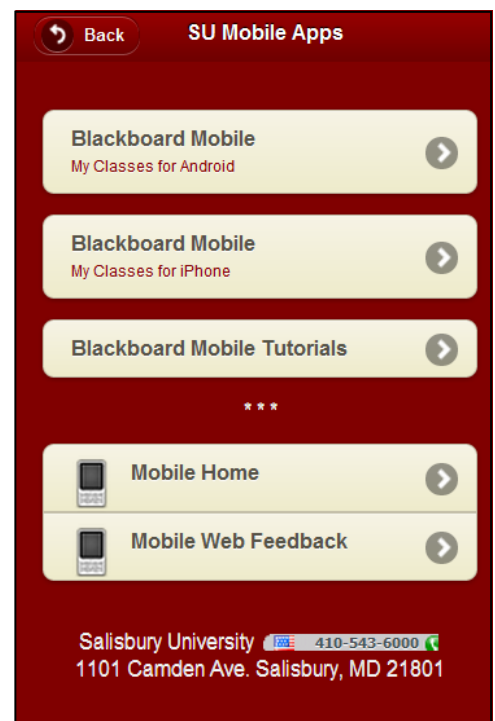 Back SU Mobile Apps
Blackboard Mobile
My Classes for Android
Blackboard Mobile
My Classes for iPhone
Blackboard Mobile Tutorials
* * *
Mobile Home
Mobile Web Feedback
Salisbury University 410-543-6000
1101 Camden Ave. Salisbury, MD 21801